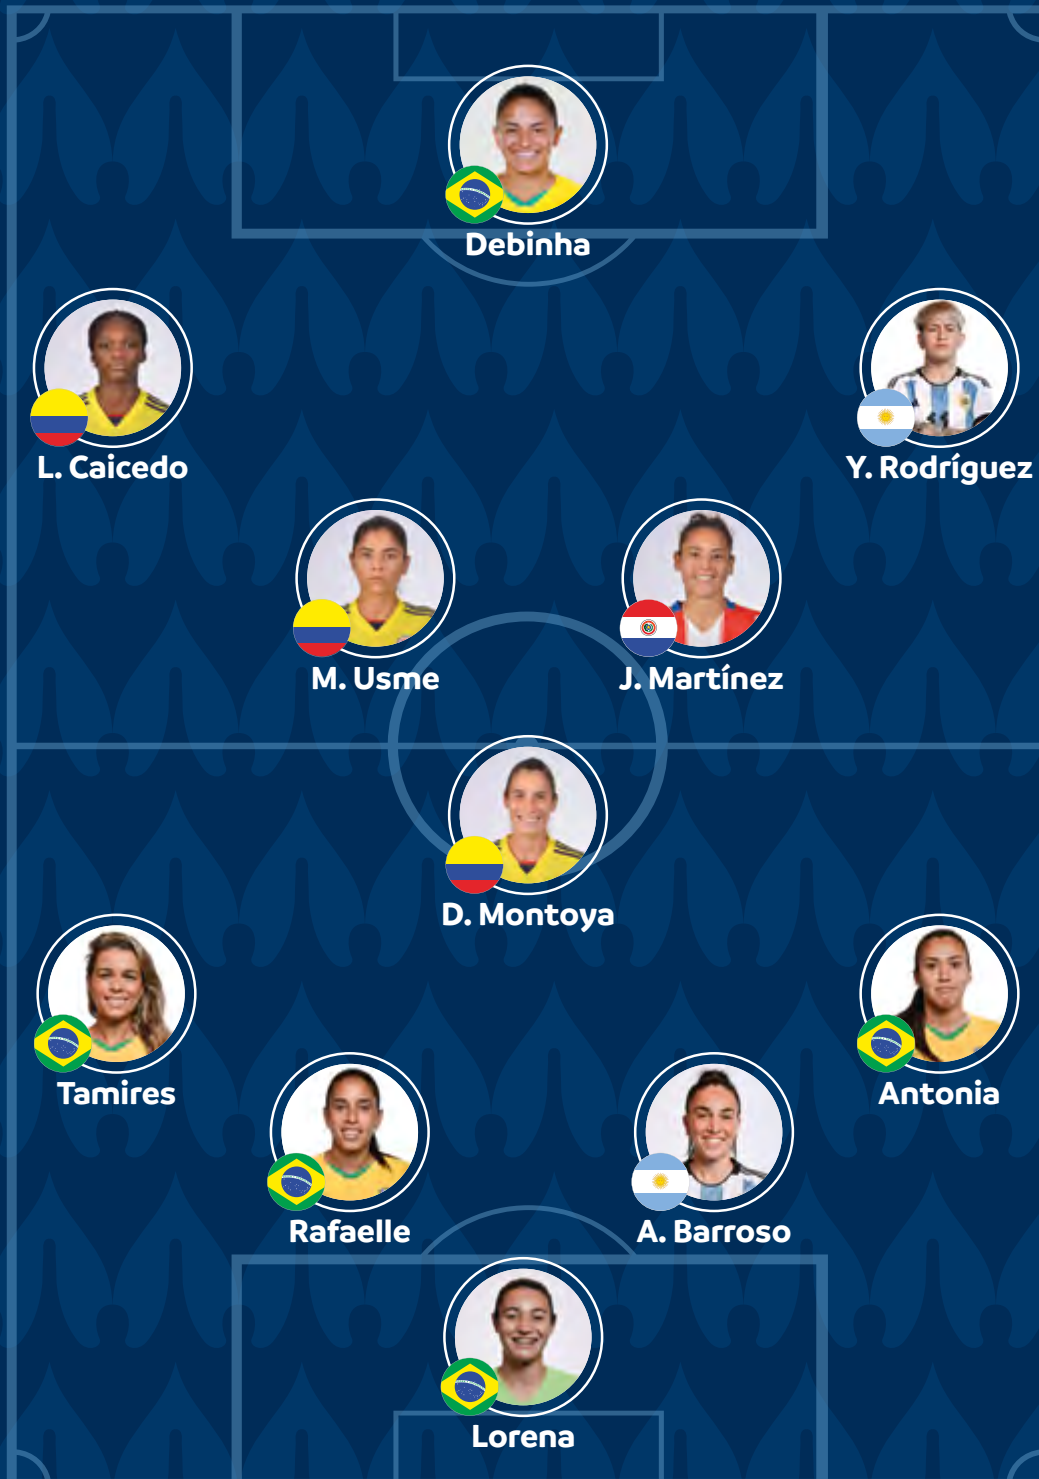 Debinha
L. Caicedo
Y. Rodríguez
M. Usme
J. Martínez
D. Montoya
Tamires
Antonia
Rafaelle
A. Barroso
Lorena